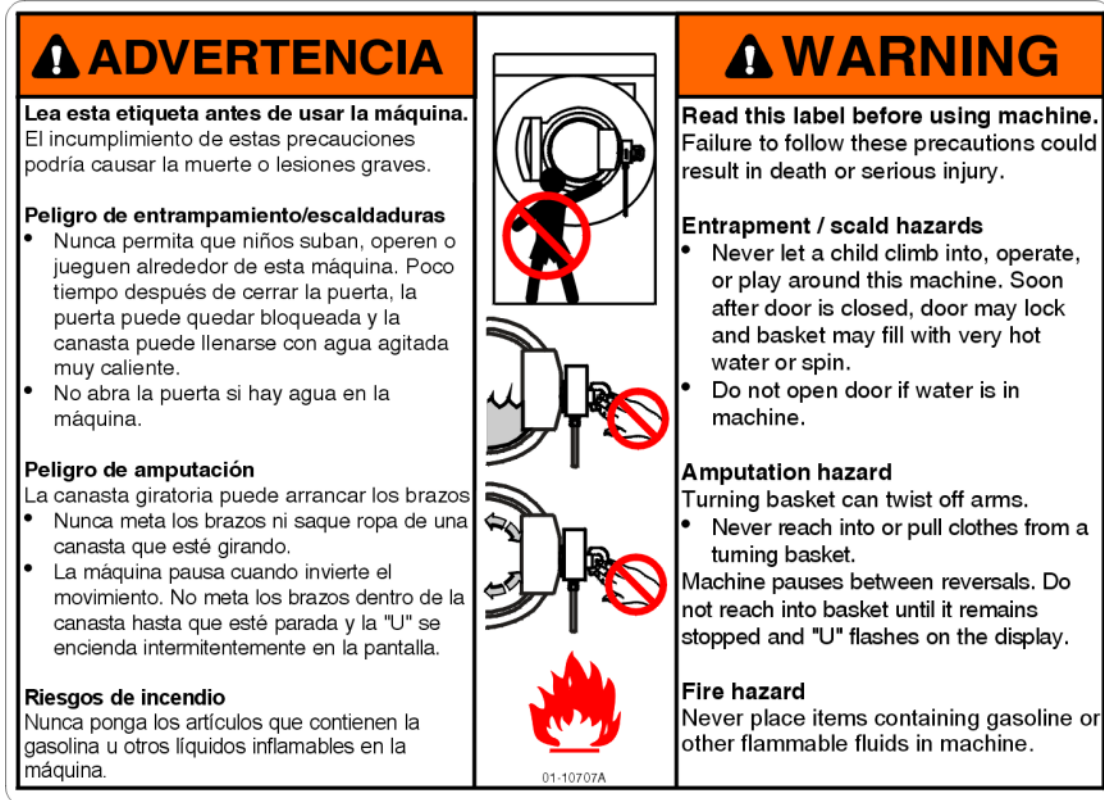 ADVERTENCIA
Lea esta etiqueta antes de usar la máquina.
El incumplimiento de estas precauciones
podría causar la muerte o lesiones graves.
Peligro de entrampamiento/escaldaduras
• Nunca permita que niños suban, operen o
jueguen alrededor de esta máquina. Poco
tiempo después de cerrar la puerta, la
puerta puede quedar bloqueada y la
canasta puede llenarse con agua agitada
muy caliente.
• No abra la puerta si hay agua en la
máquina.
Peligro de amputación
La canasta giratoria puede arrancar los brazos
• Nunca meta los brazos ni saque ropa de una
canasta que esté girando.
• La máquina pausa cuando invierte el
movimiento. No meta los brazos dentro de la
canasta hasta que esté parada y la "U" se
encienda intermitentemente en la pantalla.
Riesgos de incendio
Nunca ponga los artículos que contienen la
gasolina u otros líquidos inflamables en la
máquina.
01-10707A
WARNING
Read this label before using machine.
Failure to follow these precautions could
result in death or serious injury.
Entrapment / scald hazards
• Never let a child climb into, operate,
or play around this machine. Soon
after door is closed, door may lock
and basket may fill with very hot
water or spin.
• Do not open door if water is in
machine.
Amputation hazard
Turning basket can twist off arms.
• Never reach into or pull clothes from a
turning basket.
Machine pauses between reversals. Do
not reach into basket until it remains
stopped and "U" flashes on the display.
Fire hazard
Never place items containing gasoline or
other flammable fluids in machine.